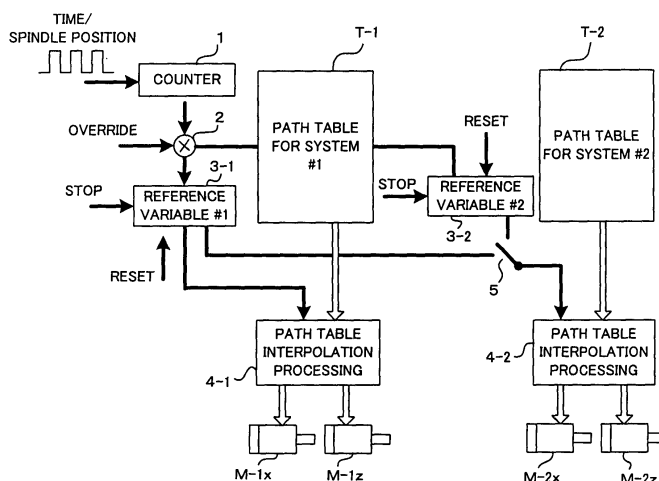 TIME/
SPINDLE POSITION
1
COUNTER
T-1
T-2
OVERRIDE
2
PATH TABLE
FOR SYSTEM
#1
RESET
PATH TABLE
FOR SYSTEM
#2
STOP
3-1
REFERENCE
VARIABLE #1
STOP
REFERENCE
VARIABLE
#2
3-2
RESET
5
PATH TABLE
INTERPOLATION
PROCESSING
4-1
PATH TABLE
INTERPOLATION
PROCESSING
4-2
M-1x
M-1z
M-2x
M-2z